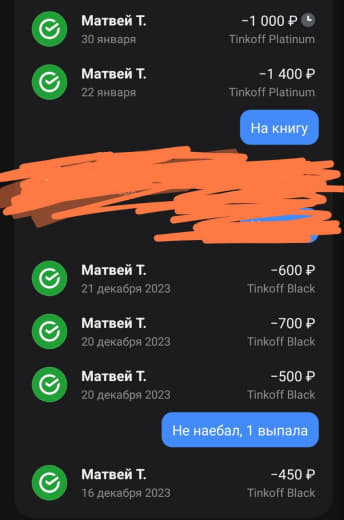 Матвей Т.
−1 000 ₽
30 января
Tinkoff Platinum
Матвей Т.
−1 400 ₽
22 января
Tinkoff Platinum
На книгу
Матвей Т.
−600 ₽
21 декабря 2023
Tinkoff Black
Матвей Т.
−700 ₽
20 декабря 2023
Tinkoff Black
Матвей Т.
−500 ₽
20 декабря 2023
Tinkoff Black
Не наебал, 1 выпала
Матвей Т.
−450 ₽
16 декабря 2023
Tinkoff Black